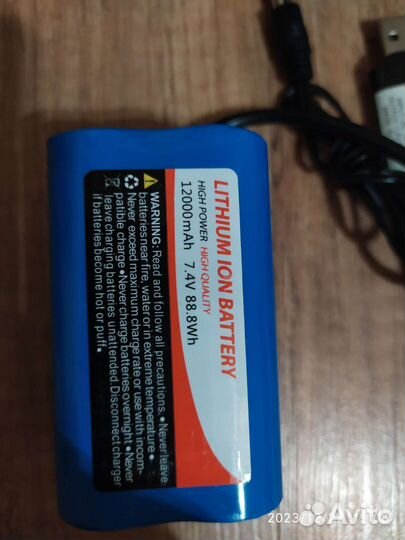 LITHIUM ION BATTERY
HIGH POWER HIGH QUALITY
12000mAh 7.4V 88.8Wh
WARNING: Read and follow all precautions. • Never leave
batteries near fire, water or in extreme temperature •
Never exceed maximum charge rate or use with incom-
patible charge • Never charge batteries overnight • Never
leave charging batteries unattended. Disconnect charger
if batteries become hot or puff •
Avito